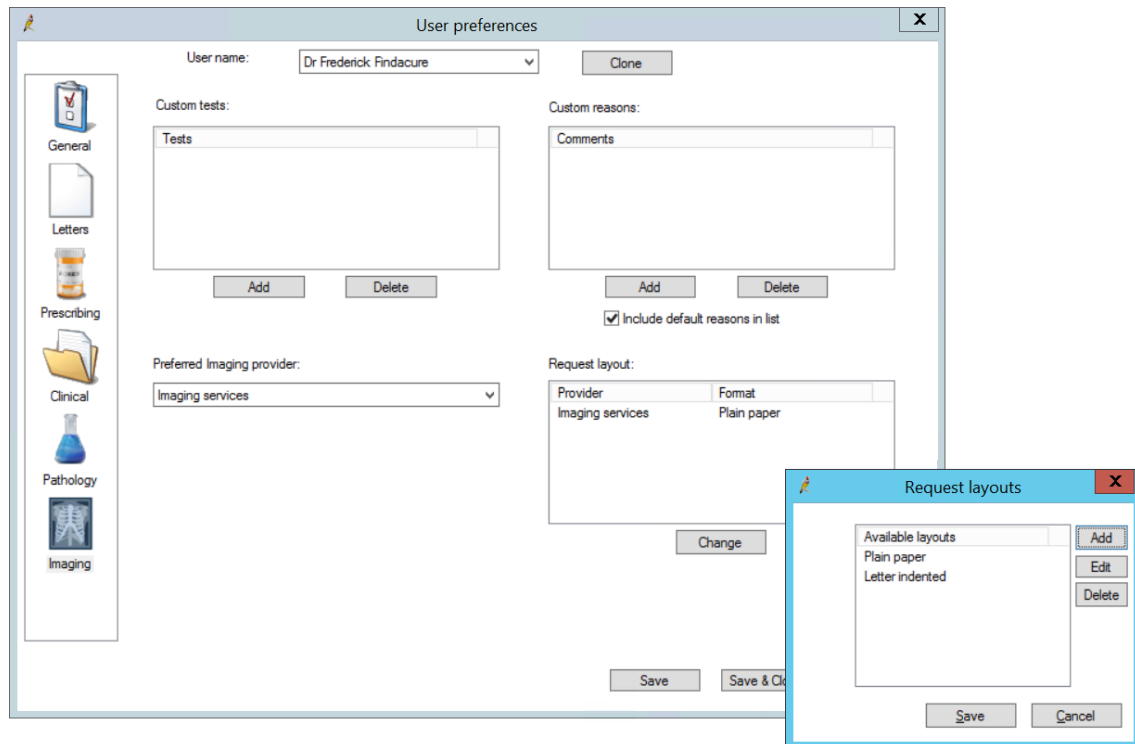 User preferences
X
User name:
Dr Frederick Findacure
Clone
General
Letters
Prescribing
Clinical
Pathology
Imaging
Custom tests:
Tests
Add
Delete
Custom reasons:
Comments
Add
Delete
Include default reasons in list
Preferred Imaging provider:
Imaging services
Request layout:
Provider Format
Imaging services Plain paper
Change
Save
Save & Clo
Request layouts
X
Available layouts
Plain paper
Letter indented
Add
Edit
Delete
Save
Cancel